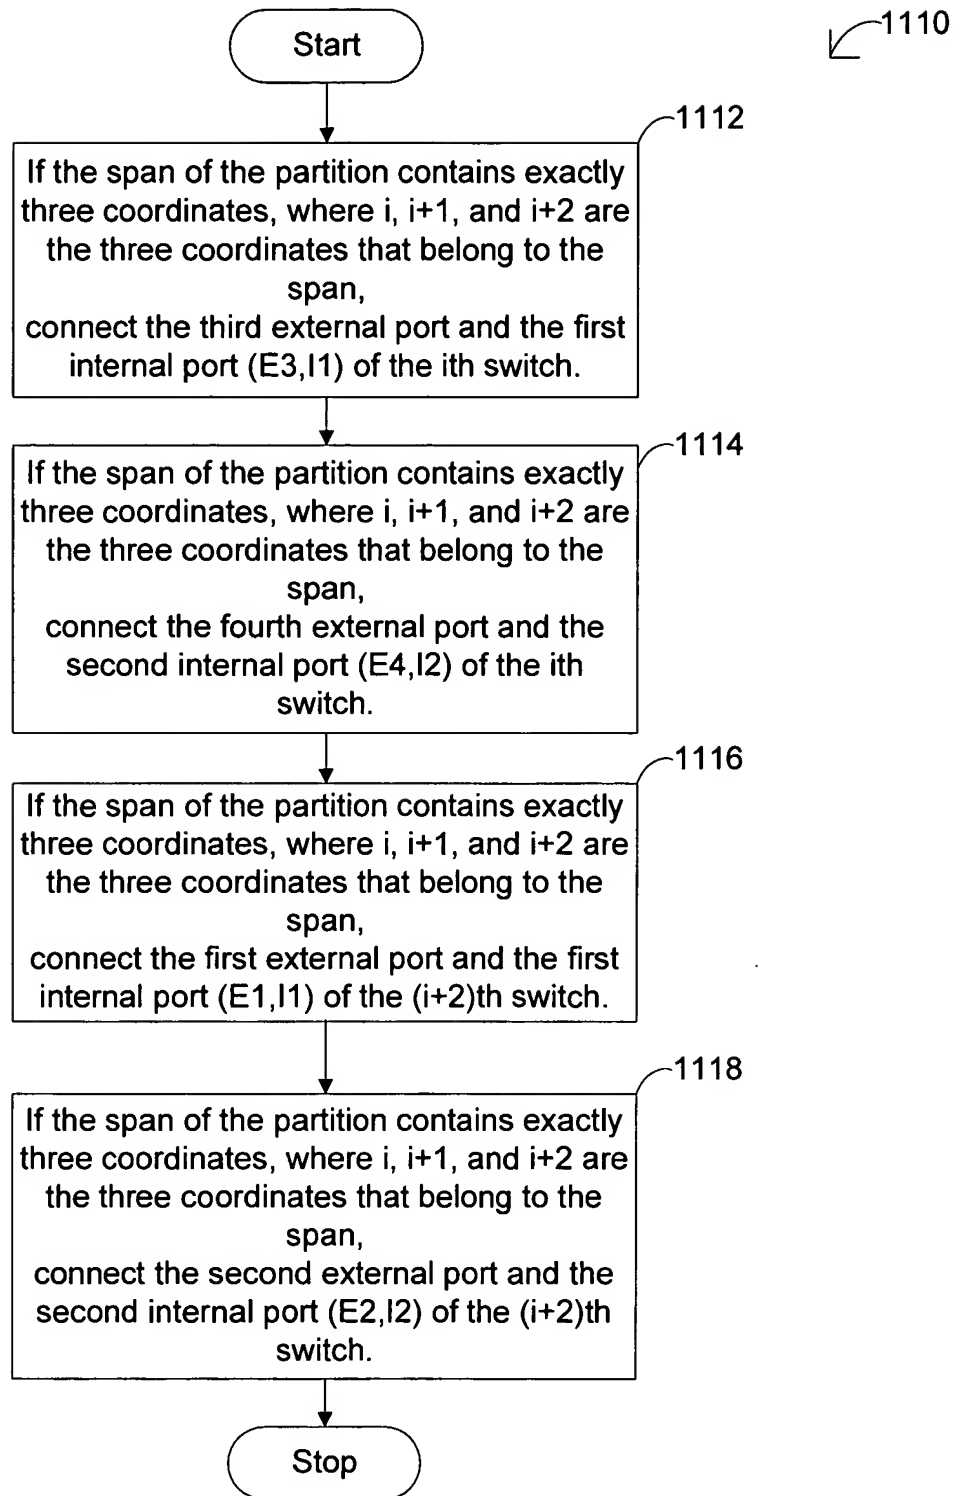 Start
1110
1112
If the span of the partition contains exactly
three coordinates, where i, i+1, and i+2 are
the three coordinates that belong to the
span,
connect the third external port and the first
internal port (E3,I1) of the ith switch.
1114
If the span of the partition contains exactly
three coordinates, where i, i+1, and i+2 are
the three coordinates that belong to the
span,
connect the fourth external port and the
second internal port (E4,I2) of the ith
switch.
1116
If the span of the partition contains exactly
three coordinates, where i, i+1, and i+2 are
the three coordinates that belong to the
span,
connect the first external port and the first
internal port (E1,I1) of the (i+2)th switch.
1118
If the span of the partition contains exactly
three coordinates, where i, i+1, and i+2 are
the three coordinates that belong to the
span,
connect the second external port and the
second internal port (E2,I2) of the (i+2)th
switch.
Stop